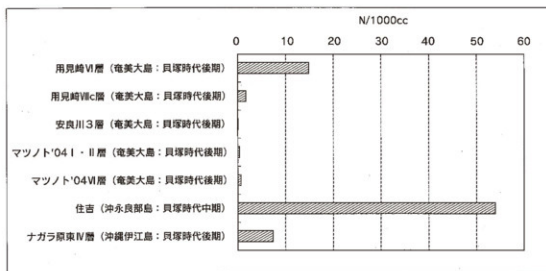 N/1000cc
0 10 20 30 40 50 60
用見崎Ⅵ層（奄美大島：貝塚時代後期）
用見崎Ⅷc層（奄美大島：貝塚時代後期）
安良川３層（奄美大島：貝塚時代後期）
マツノト'04Ⅰ・Ⅱ層（奄美大島：貝塚時代後期）
マツノト'04Ⅵ層（奄美大島：貝塚時代後期）
住吉（沖永良部島：貝塚時代中期）
ナガラ原東Ⅳ層（沖縄伊江島：貝塚時代後期）